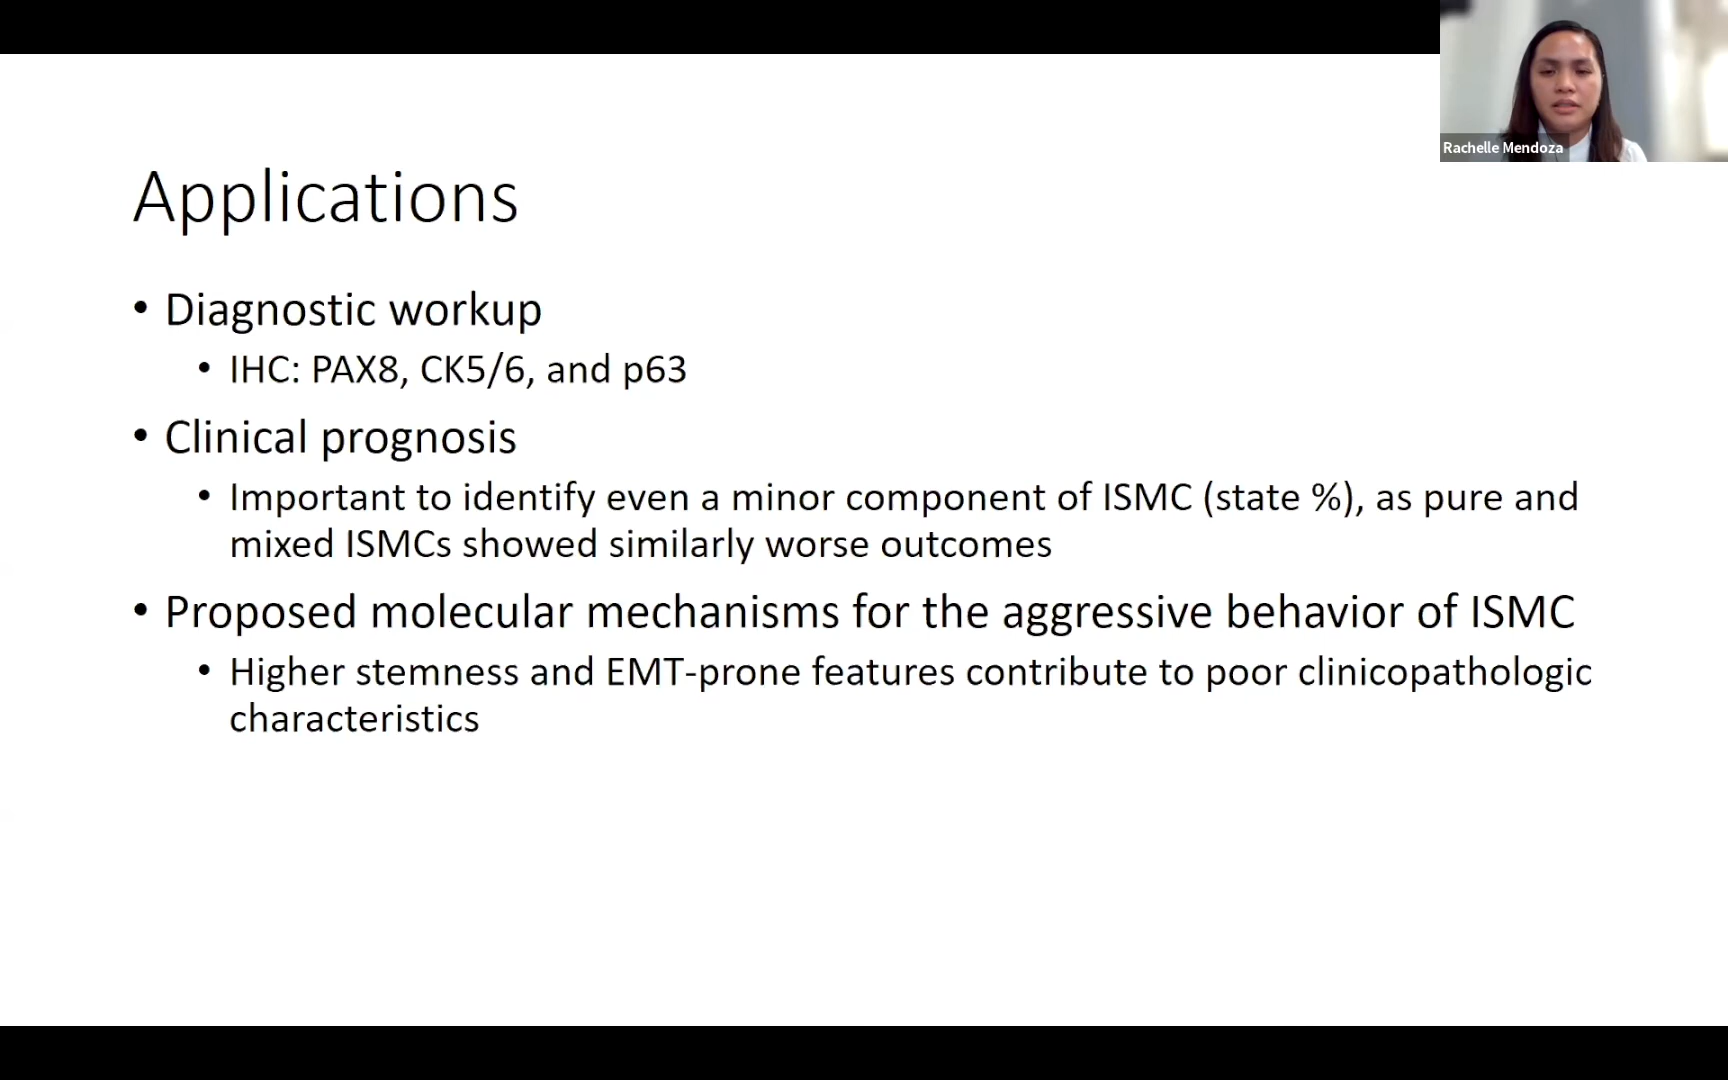 Rachelle Mendoza
Applications
• Diagnostic workup
• IHC: PAX8, CK5/6, and p63
• Clinical prognosis
• Important to identify even a minor component of ISMC (state %), as pure and
mixed ISMCs showed similarly worse outcomes
• Proposed molecular mechanisms for the aggressive behavior of ISMC
• Higher stemness and EMT-prone features contribute to poor clinicopathologic
characteristics